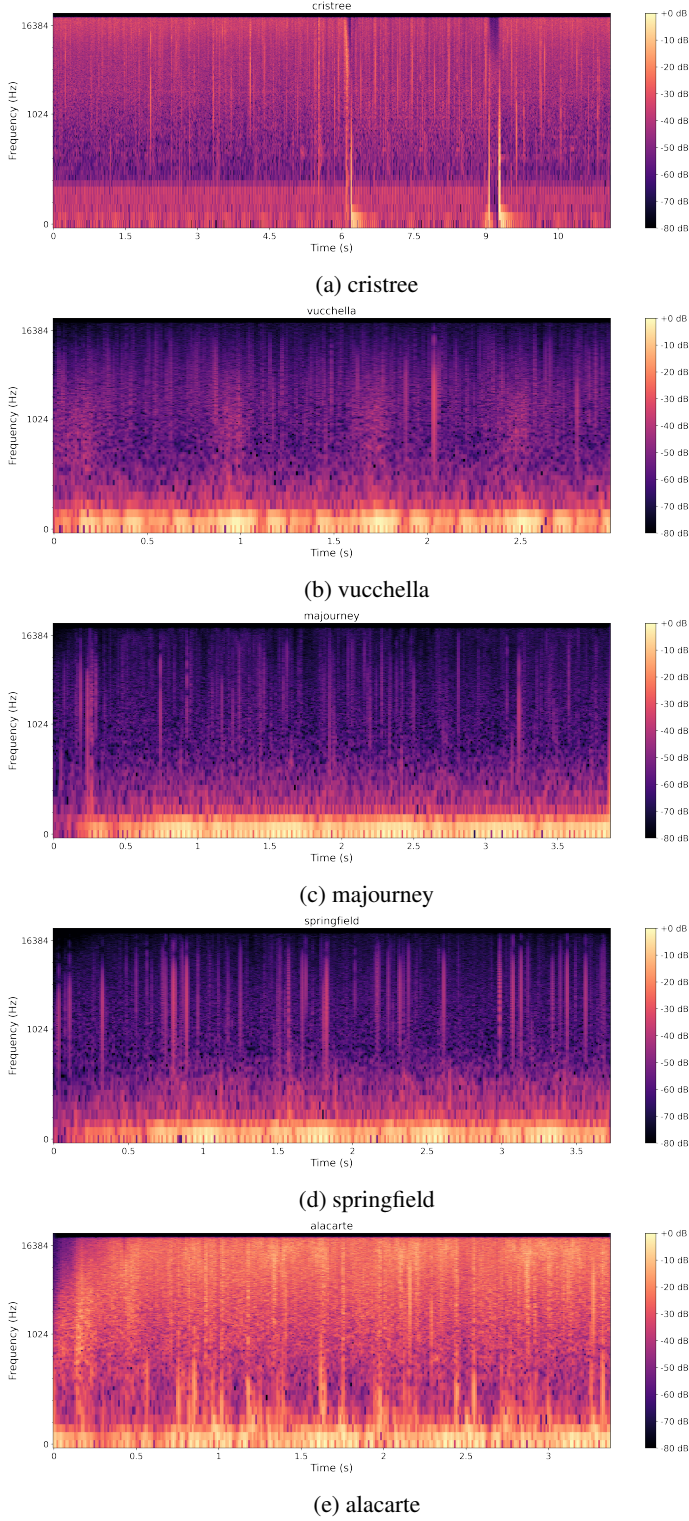 cristree
16384
1024
0
Frequency (Hz)
0 1.5 3 4.5 6 7.5 9 10
Time (s)
+0 dB
-10 dB
-20 dB
-30 dB
-40 dB
-50 dB
-60 dB
-70 dB
-80 dB
(a) cristree
vucchella
16384
1024
0
Frequency (Hz)
0 0.5 1 1.5 2 2.5
Time (s)
+0 dB
-10 dB
-20 dB
-30 dB
-40 dB
-50 dB
-60 dB
-70 dB
-80 dB
(b) vucchella
majourney
16384
1024
0
Frequency (Hz)
0 0.5 1 1.5 2 2.5 3 3.5
Time (s)
+0 dB
-10 dB
-20 dB
-30 dB
-40 dB
-50 dB
-60 dB
-70 dB
-80 dB
(c) majourney
springfield
16384
1024
0
Frequency (Hz)
0 0.5 1 1.5 2 2.5 3 3.5
Time (s)
+0 dB
-10 dB
-20 dB
-30 dB
-40 dB
-50 dB
-60 dB
-70 dB
-80 dB
(d) springfield
alacarte
16384
1024
0
Frequency (Hz)
0 0.5 1 1.5 2 2.5 3
Time (s)
+0 dB
-10 dB
-20 dB
-30 dB
-40 dB
-50 dB
-60 dB
-70 dB
-80 dB
(e) alacarte